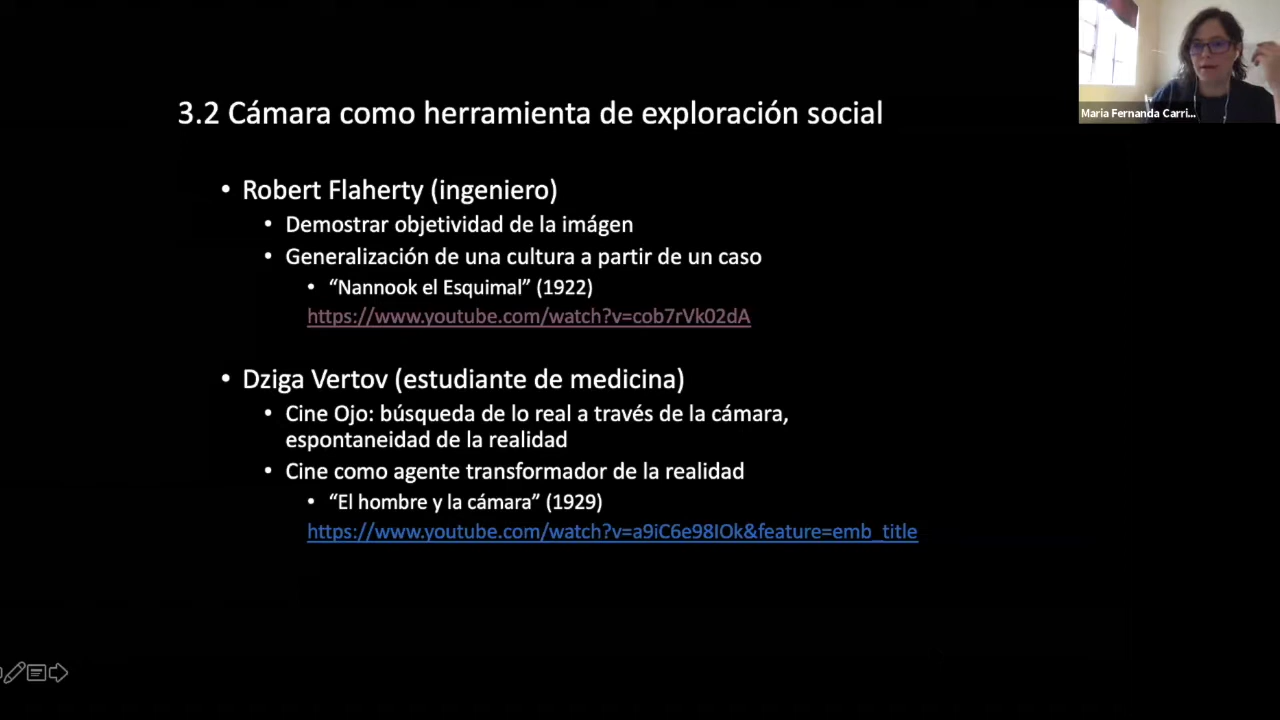 3.2 Cámara como herramienta de exploración social
Maria Fernanda Carri...
• Robert Flaherty (ingeniero)
• Demostrar objetividad de la imágen
• Generalización de una cultura a partir de un caso
• “Nannook el Esquimal” (1922)
https://www.youtube.com/watch?v=cob7rVk02dA
• Dziga Vertov (estudiante de medicina)
• Cine Ojo: búsqueda de lo real a través de la cámara,
espontaneidad de la realidad
• Cine como agente transformador de la realidad
• “El hombre y la cámara” (1929)
https://www.youtube.com/watch?v=a9iC6e98IOk&feature=emb_title